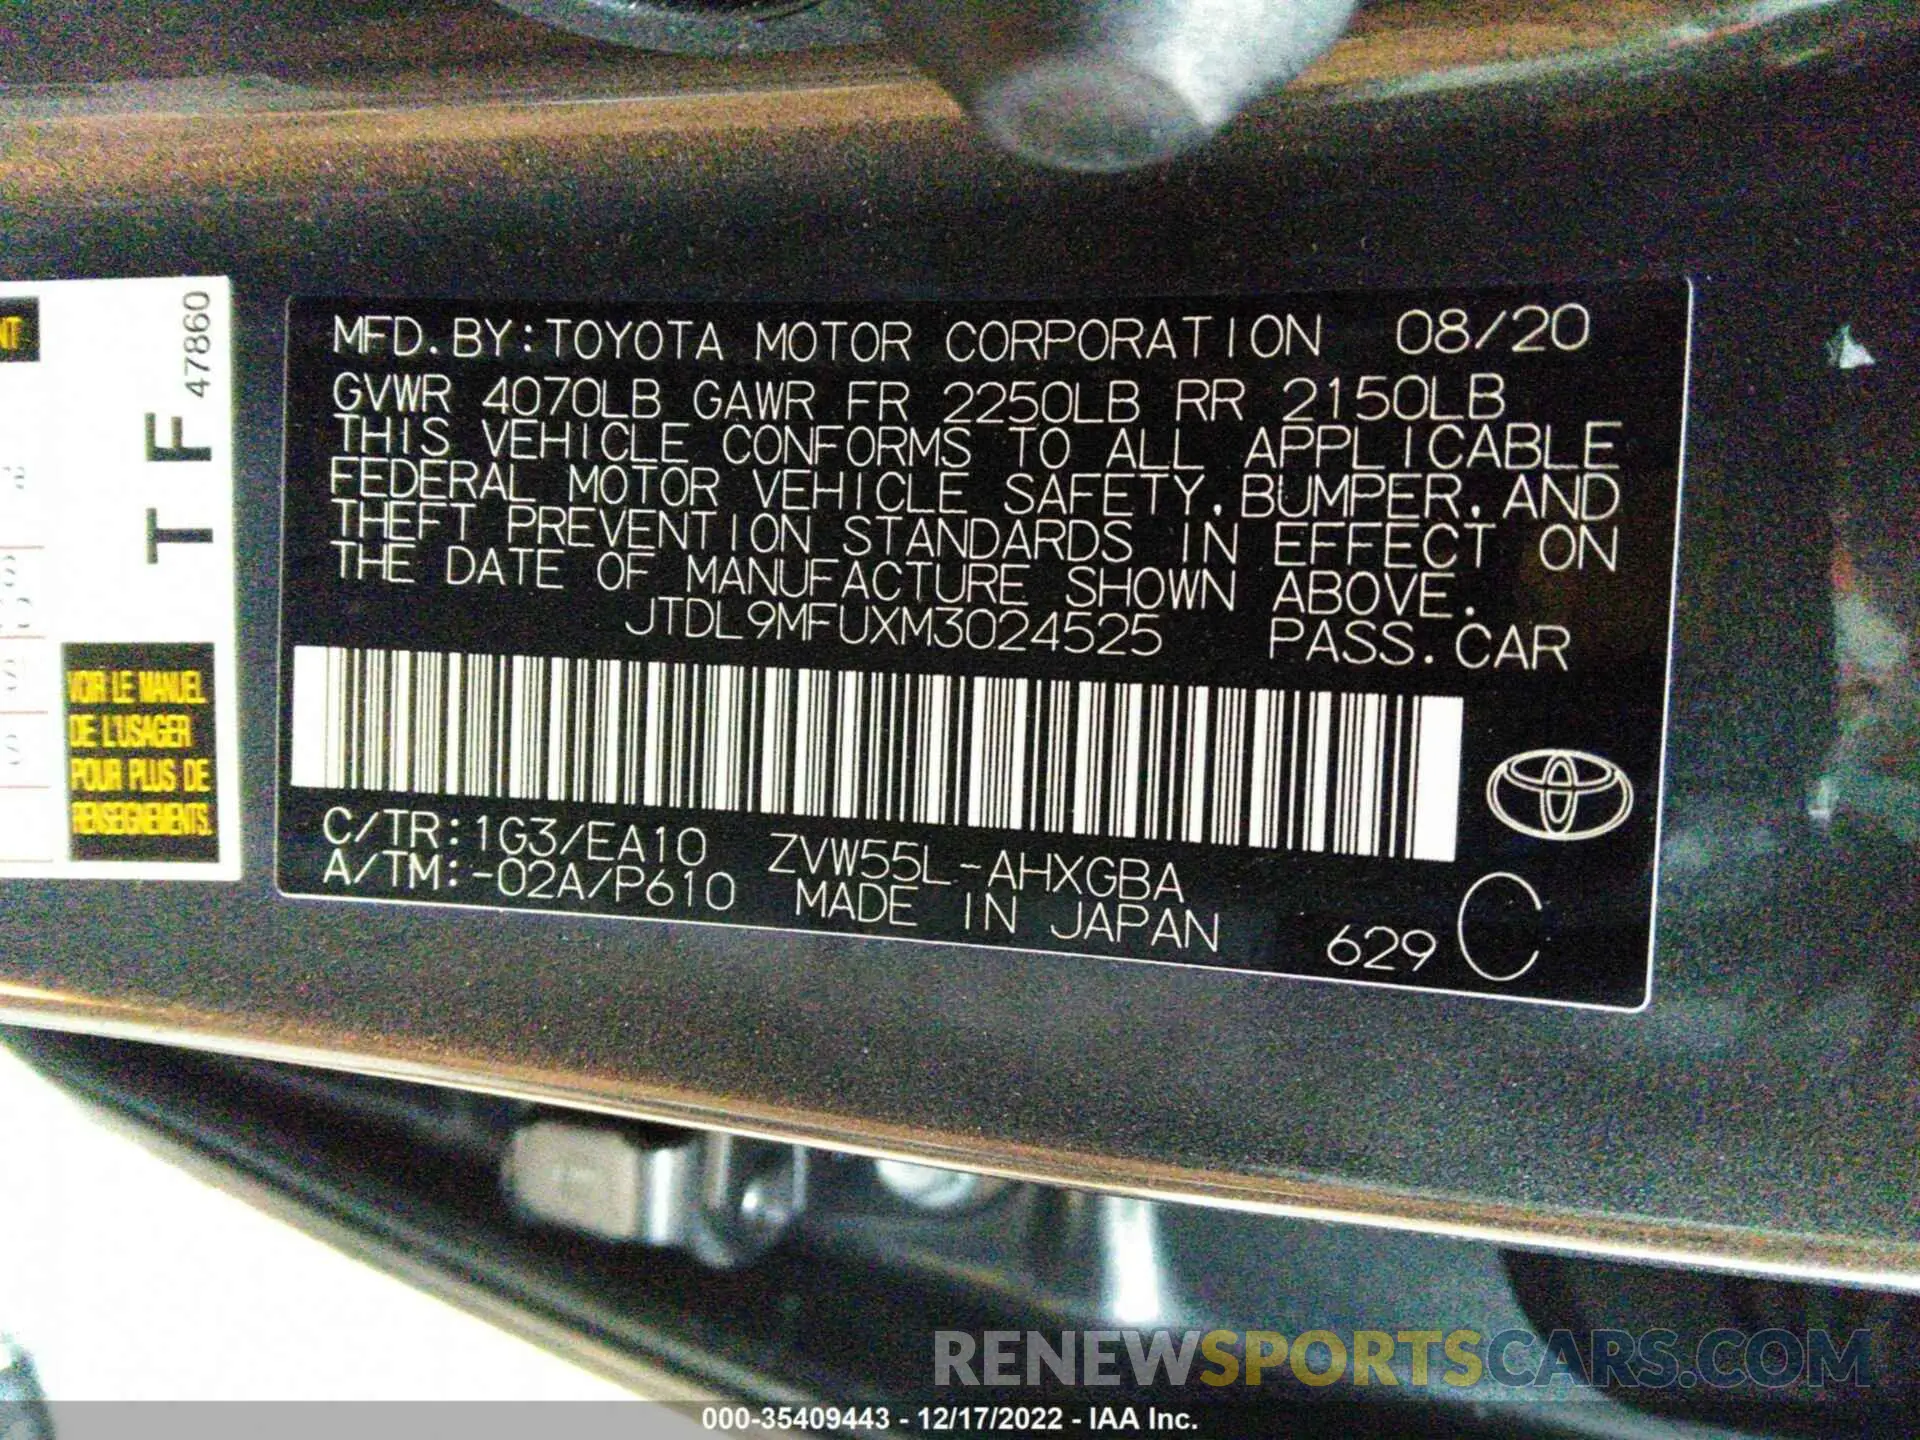 NT
47860
T F
VOIR LE MANUEL
DE L'USAGER
POUR PLUS DE
RENSEIGNEMENTS.
MFD. BY: TOYOTA MOTOR CORPORATION 08/20
GVWR 4070LB GAWR FR 2250LB RR 2150LB
THIS VEHICLE CONFORMS TO ALL APPLICABLE
FEDERAL MOTOR VEHICLE SAFETY, BUMPER, AND
THEFT PREVENTION STANDARDS IN EFFECT ON
THE DATE OF MANUFACTURE SHOWN ABOVE.
JTDL9MFUXM3024525 PASS. CAR
C/TR: 1G3/EA10 ZVW55L-AHXGBA
A/TM: -02A/P610 MADE IN JAPAN
629 C
RENEWSPORTSCARS.COM
000-35409443 - 12/17/2022 - IAA Inc.